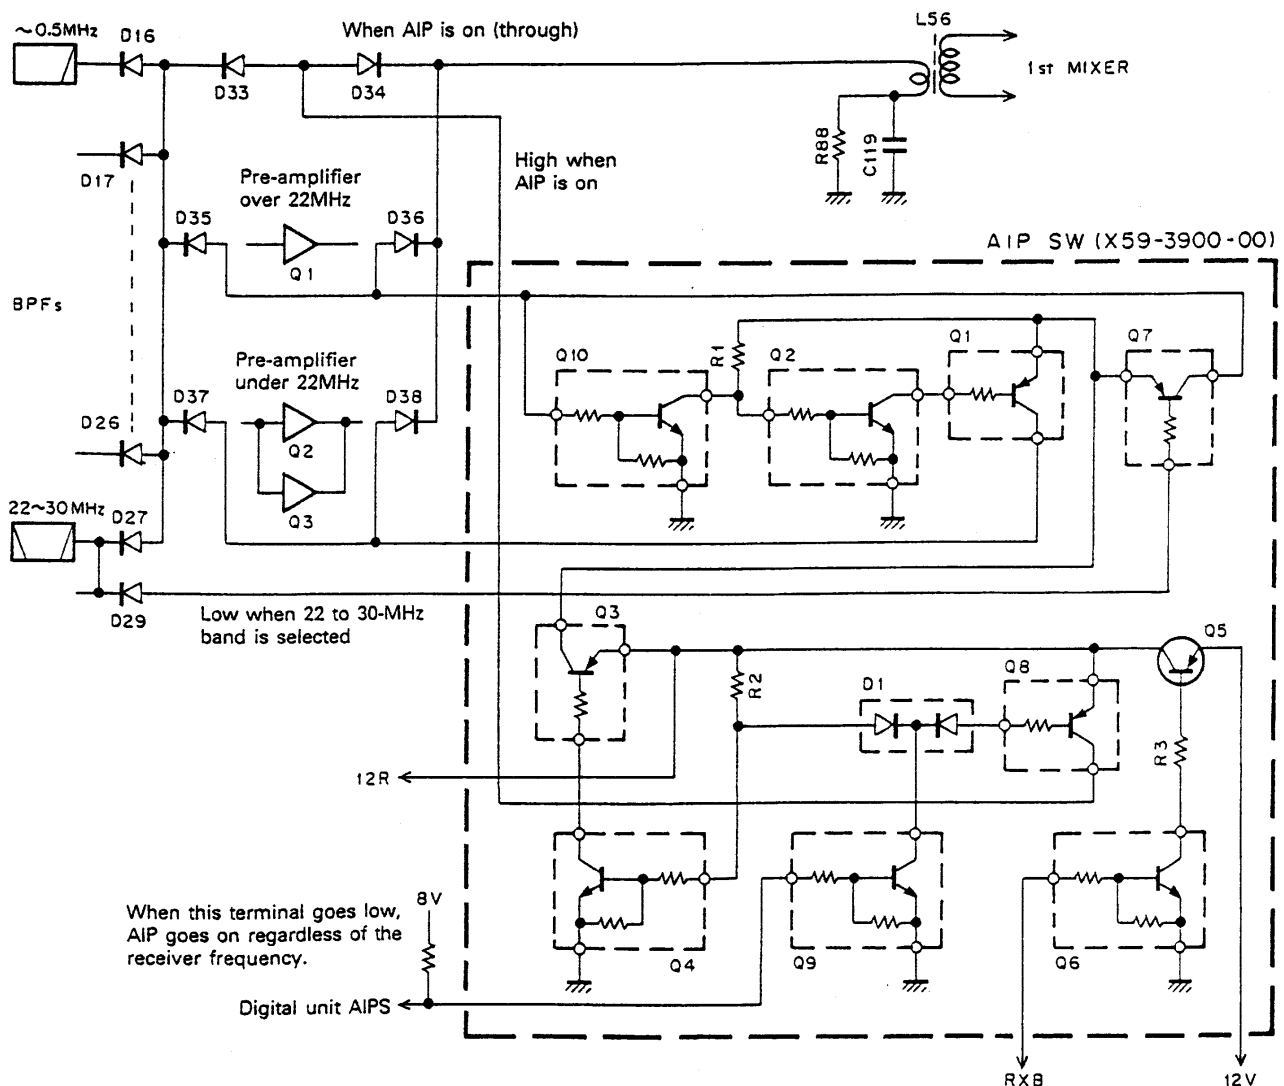 ~0.5MHz
D16
When AIP is on (through)
L56
D33
D34
1st MIXER
R88
C119
D17
High when
AIP is on
Pre-amplifier
over 22MHz
D35
D36
Q1
AIP SW (X59-3900-00)
BPFs
Pre-amplifier
under 22MHz
D37
D38
Q2
Q3
D26
22~30MHz
D27
D29
Low when 22 to 30-MHz
band is selected
Q10
R1
Q2
Q1
Q7
Q3
Q5
R2
D1
Q8
R3
12R
When this terminal goes low,
AIP goes on regardless of the
receiver frequency.
8V
Q4
Q9
Q6
Digital unit AIPS
RXB
12V